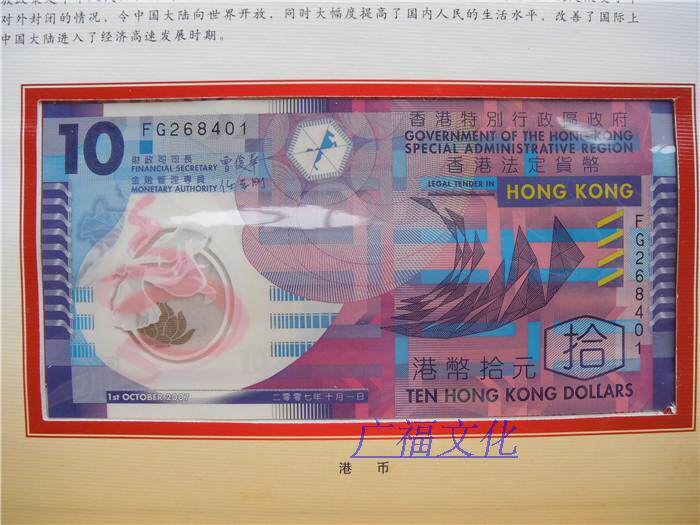 对外封闭的情况，令中国大陆向世界开放，同时大幅度提高了国内人民的生活水平，改善了国际上
中国大陆进入了经济高速发展时期。
10
FG268401
財政司司長
FINANCIAL SECRETARY
金融管理專員
MONETARY AUTHORITY
香港特別行政區政府
GOVERNMENT OF THE HONG KONG
SPECIAL ADMINISTRATIVE REGION
香港法定貨幣
LEGAL TENDER IN HONG KONG
FG268401
拾
港幣拾元
TEN HONG KONG DOLLARS
1st OCTOBER 2007
二零零七年十月一日
广福文化
港 币